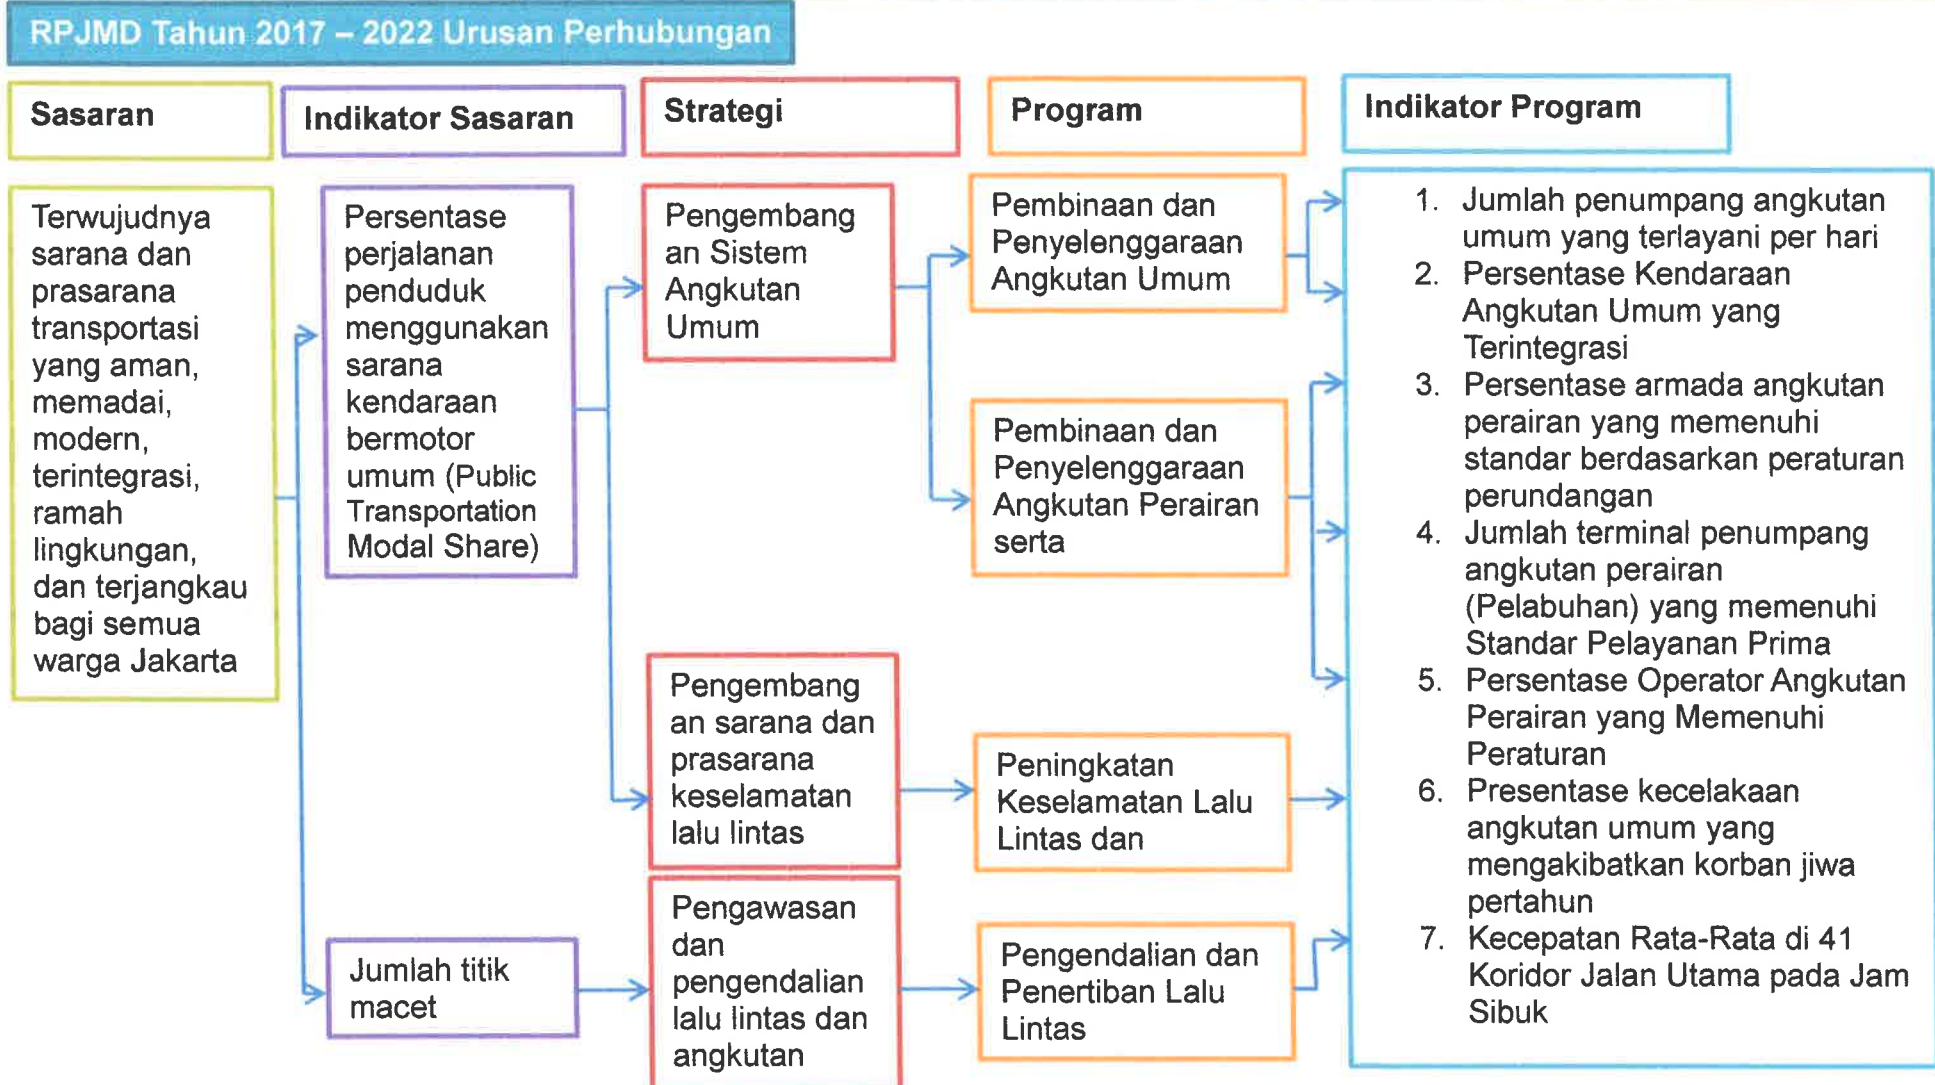 RPJMD Tahun 2017 – 2022 Urusan Perhubungan
Sasaran
Indikator Sasaran
Strategi
Program
Indikator Program
Terwujudnya
sarana dan
prasarana
transportasi
yang aman,
memadai,
modern,
terintegrasi,
ramah
lingkungan,
dan terjangkau
bagi semua
warga Jakarta
Persentase
perjalanan
penduduk
menggunakan
sarana
kendaraan
bermotor
umum (Public
Transportation
Modal Share)
Jumlah titik
macet
Pengembang
an Sistem
Angkutan
Umum
Pengembang
an sarana dan
prasarana
keselamatan
lalu lintas
Pengawasan
dan
pengendalian
lalu lintas dan
angkutan
Pembinaan dan
Penyelenggaraan
Angkutan Umum
Pembinaan dan
Penyelenggaraan
Angkutan Perairan
serta
Peningkatan
Keselamatan Lalu
Lintas dan
Pengendalian dan
Penertiban Lalu
Lintas
1. Jumlah penumpang angkutan
umum yang terlayani per hari
2. Persentase Kendaraan
Angkutan Umum yang
Terintegrasi
3. Persentase armada angkutan
perairan yang memenuhi
standar berdasarkan peraturan
perundangan
4. Jumlah terminal penumpang
angkutan perairan
(Pelabuhan) yang memenuhi
Standar Pelayanan Prima
5. Persentase Operator Angkutan
Perairan yang Memenuhi
Peraturan
6. Presentase kecelakaan
angkutan umum yang
mengakibatkan korban jiwa
pertahun
7. Kecepatan Rata-Rata di 41
Koridor Jalan Utama pada Jam
Sibuk